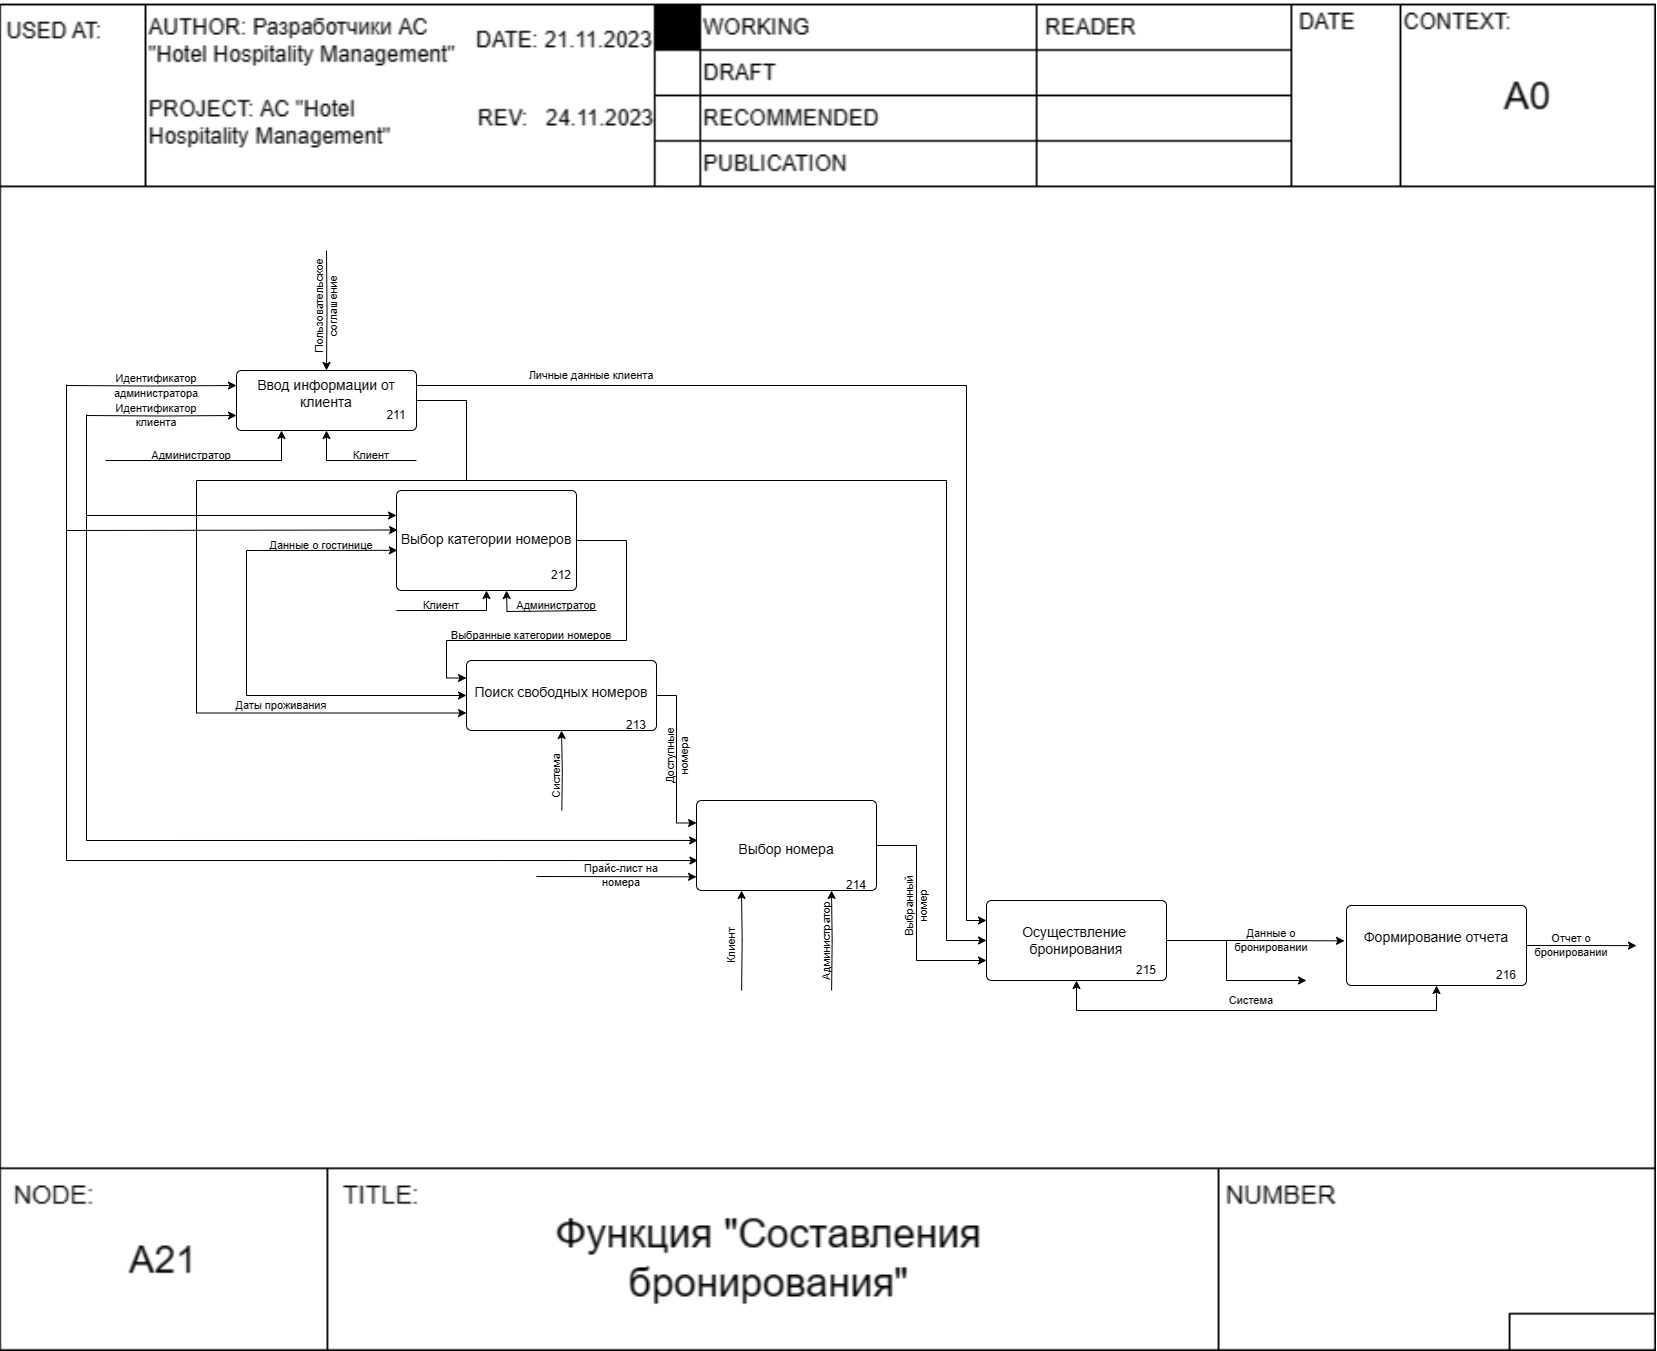 USED AT:
AUTHOR: Разработчики АС
"Hotel Hospitality Management"
DATE: 21.11.2023
PROJECT: АС "Hotel
Hospitality Management"
REV: 24.11.2023
WORKING
DRAFT
RECOMMENDED
PUBLICATION
READER
DATE
CONTEXT:
A0
Пользовательское
соглашение
Идентификатор
администратора
Идентификатор
клиента
Ввод информации от
клиента
211
Личные данные клиента
Администратор
Клиент
Выбор категории номеров
212
Данные о гостинице
Клиент
Администратор
Выбранные категории номеров
Поиск свободных номеров
213
Даты проживания
Система
Доступные
номера
Выбор номера
214
Прайс-лист на
номера
Клиент
Администратор
Выбранный
номер
Осуществление
бронирования
215
Данные о
бронировании
Формирование отчета
216
Отчет о
бронировании
Система
NODE:
A21
TITLE:
Функция "Составления
бронирования"
NUMBER